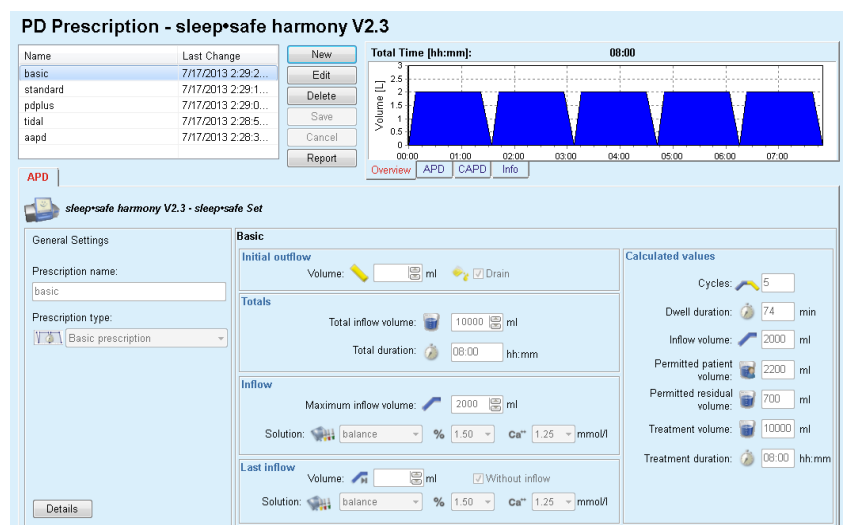 PD Prescription - sleep•safe harmony V2.3
Name Last Change
basic 7/17/2013 2:29:2...
standard 7/17/2013 2:29:1...
pdplus 7/17/2013 2:29:0...
tidal 7/17/2013 2:28:5...
aapd 7/17/2013 2:28:3...
New
Edit
Delete
Save
Cancel
Report
Total Time [hh:mm]: 08:00
Volume [L]
3
2.5
2
1.5
1
0.5
0
00:00 01:00 02:00 03:00 04:00 05:00 06:00 07:00
Overview APD CAPD Info
APD
sleep•safe harmony V2.3 - sleep•safe Set
General Settings
Prescription name:
basic
Prescription type:
Basic prescription
Details
Basic
Initial outflow
Volume: ml Drain
Totals
Total inflow volume: 10000 ml
Total duration: 08:00 hh:mm
Inflow
Maximum inflow volume: 2000 ml
Solution: balance % 1.50 Ca⁺⁺ 1.25 mmol/l
Last inflow
Volume: ml Without inflow
Solution: balance % 1.50 Ca⁺⁺ 1.25 mmol/l
Calculated values
Cycles: 5
Dwell duration: 74 min
Inflow volume: 2000 ml
Permitted patient
volume: 2200 ml
Permitted residual
volume: 700 ml
Treatment volume: 10000 ml
Treatment duration: 08:00 hh:mm